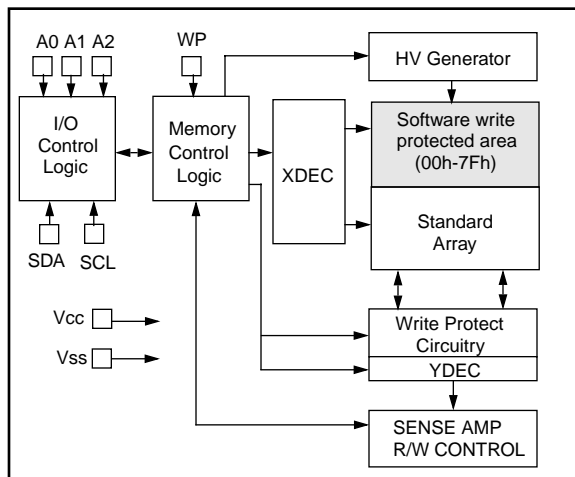 A0 A1 A2
WP
HV Generator
I/O
Control
Logic
Memory
Control
Logic
XDEC
Software write
protected area
(00h-7Fh)
Standard
Array
SDA
SCL
Vcc
Vss
Write Protect
Circuitry
YDEC
SENSE AMP
R/W CONTROL